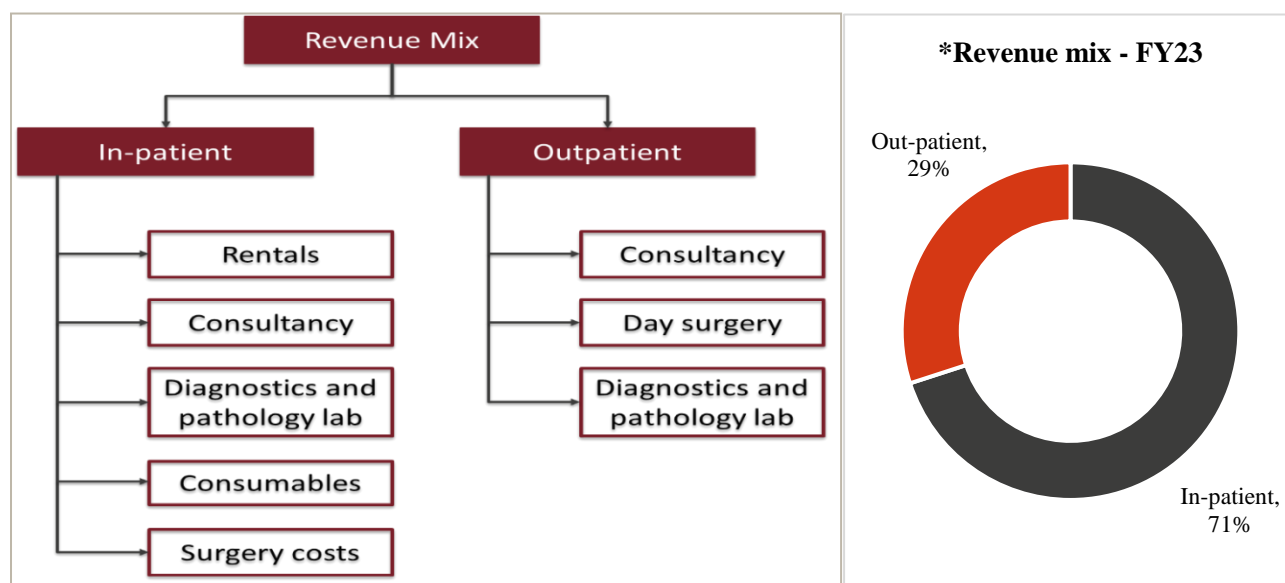 Revenue Mix
In-patient
Outpatient
Rentals
Consultancy
Diagnostics and
pathology lab
Consumables
Surgery costs
Consultancy
Day surgery
Diagnostics and
pathology lab
*Revenue mix - FY23
Out-patient,
29%
In-patient,
71%